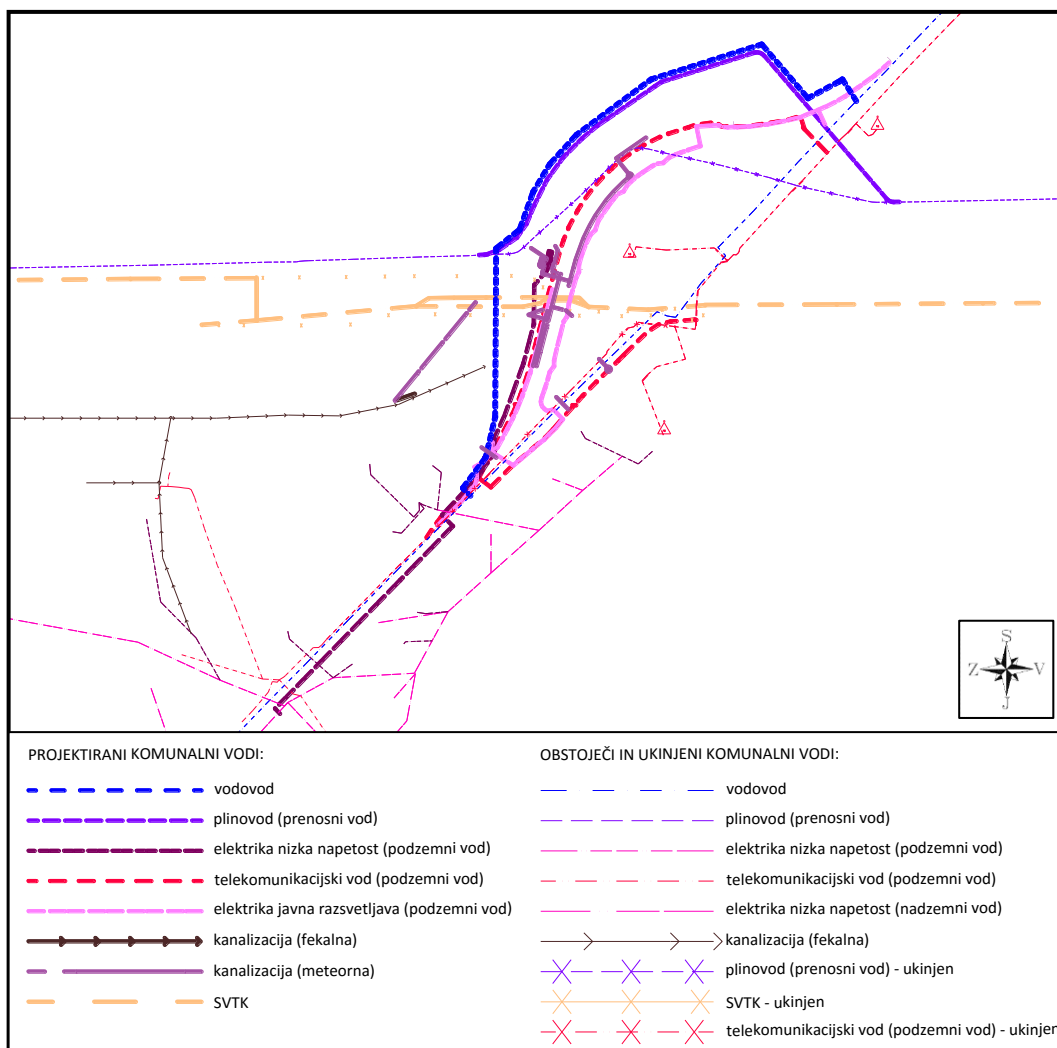 S
Z V
J
PROJEKTIRANI KOMUNALNI VODI:
vodovod
plinovod (prenosni vod)
elektrika nizka napetost (podzemni vod)
telekomunikacijski vod (podzemni vod)
elektrika javna razsvetljava (podzemni vod)
kanalizacija (fekalna)
kanalizacija (meteorna)
SVTK
OBSTOJEČI IN UKINJENI KOMUNALNI VODI:
vodovod
plinovod (prenosni vod)
elektrika nizka napetost (podzemni vod)
telekomunikacijski vod (podzemni vod)
elektrika nizka napetost (nadzemni vod)
kanalizacija (fekalna)
plinovod (prenosni vod) - ukinjen
SVTK - ukinjen
telekomunikacijski vod (podzemni vod) - ukinjen